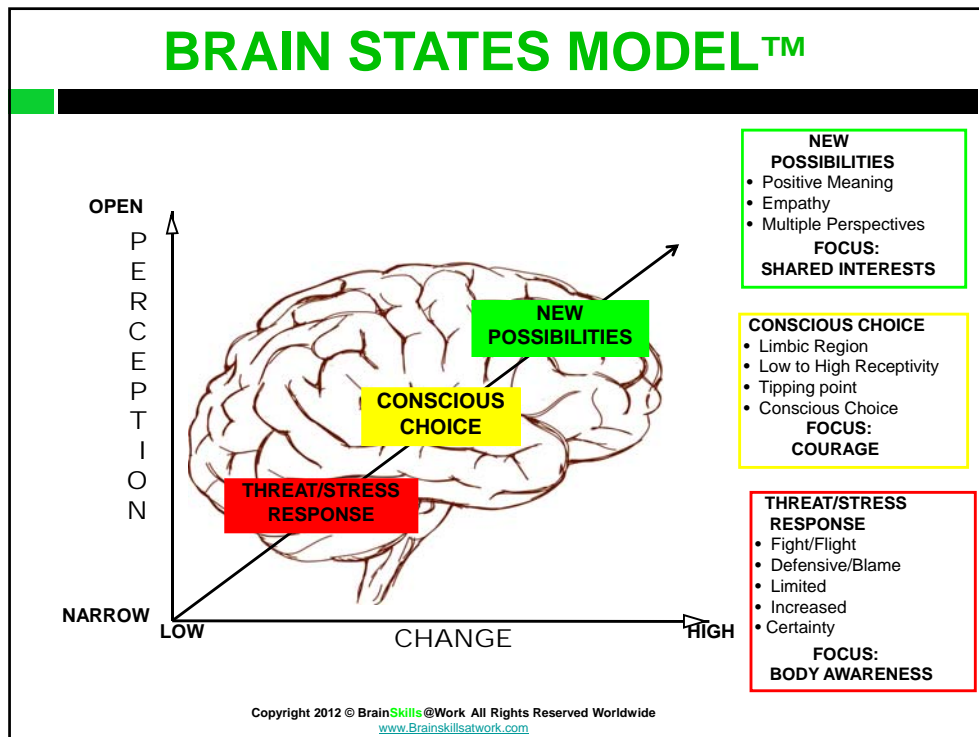 BRAIN STATES MODEL™
OPEN
PERCEPTION
NARROW
LOW
CHANGE
HIGH
NEW
POSSIBILITIES
CONSCIOUS
CHOICE
THREAT/STRESS
RESPONSE
NEW
POSSIBILITIES
• Positive Meaning
• Empathy
• Multiple Perspectives
FOCUS:
SHARED INTERESTS
CONSCIOUS CHOICE
• Limbic Region
• Low to High Receptivity
• Tipping point
• Conscious Choice
FOCUS:
COURAGE
THREAT/STRESS
RESPONSE
• Fight/Flight
• Defensive/Blame
• Limited
• Increased
• Certainty
FOCUS:
BODY AWARENESS
Copyright 2012 © BrainSkills@Work All Rights Reserved Worldwide
www.Brainskillsatwork.com